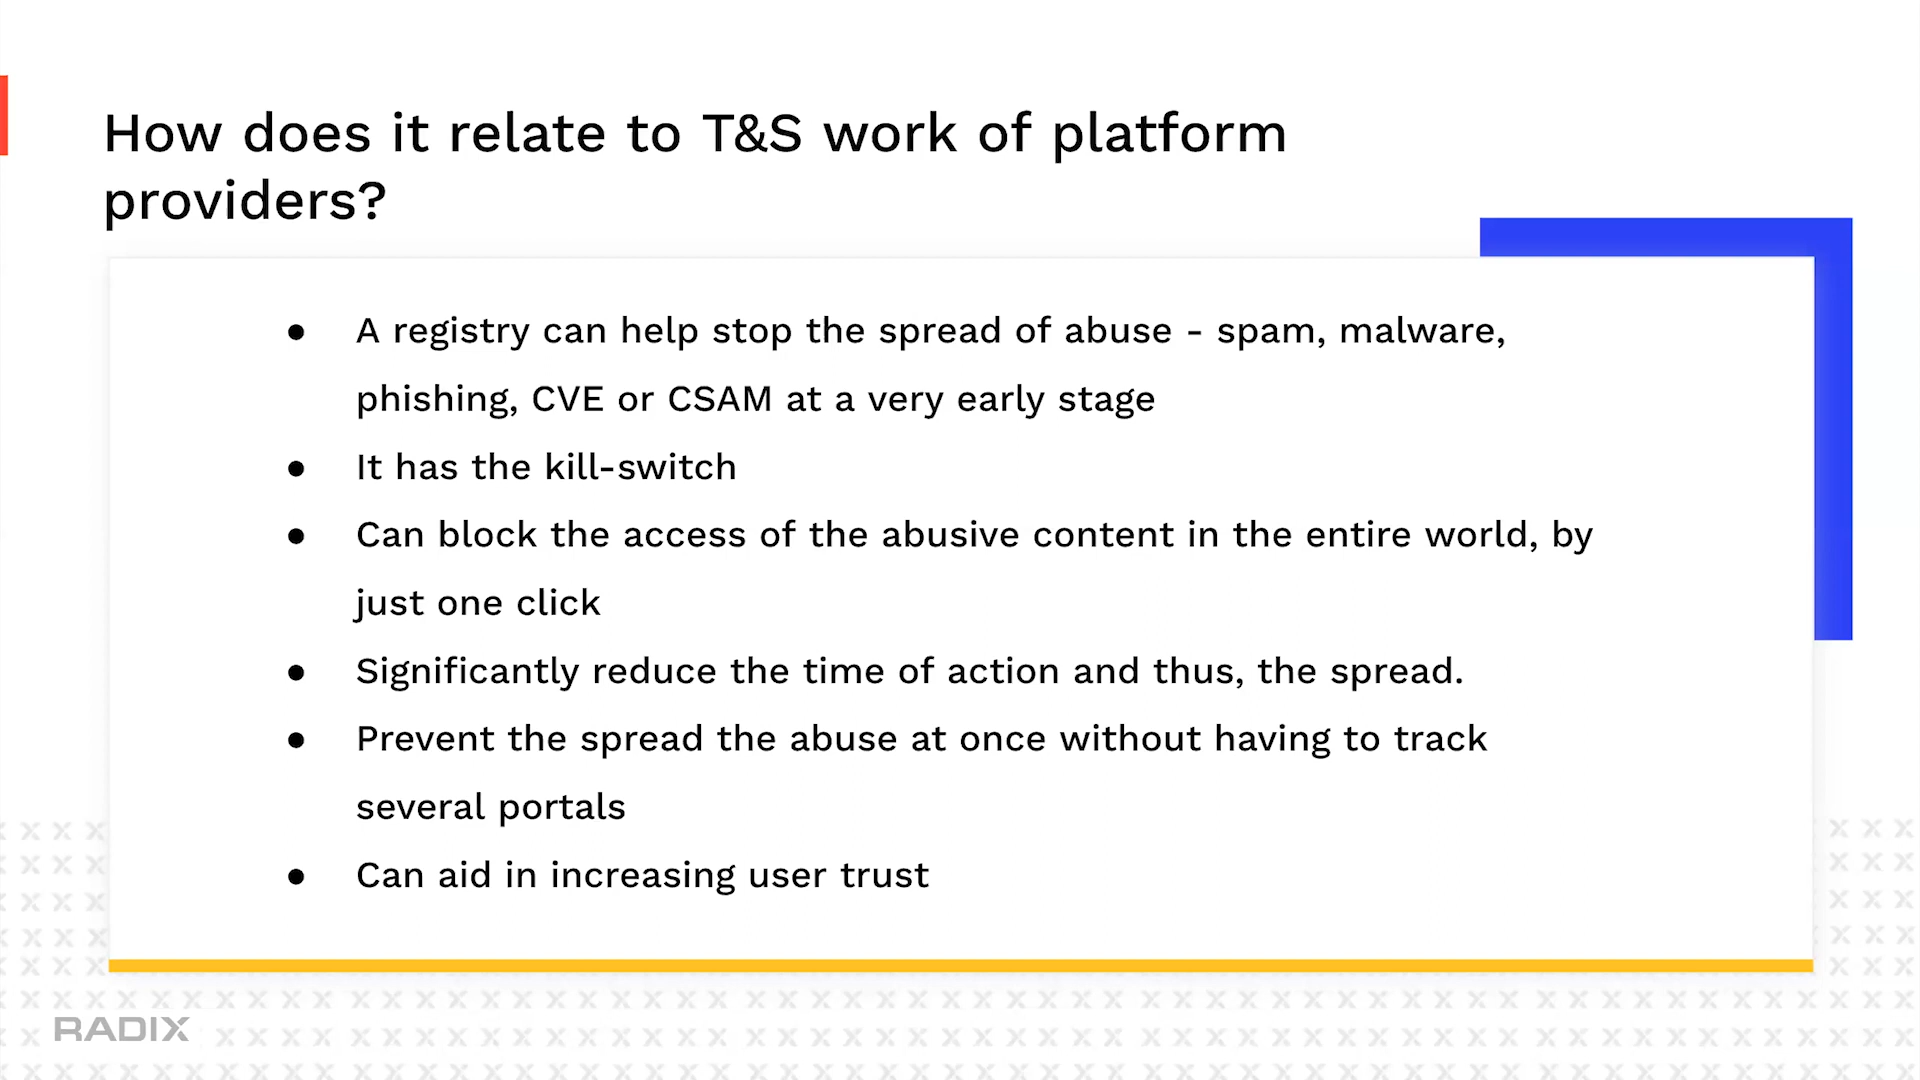 How does it relate to T&S work of platform
providers?
● A registry can help stop the spread of abuse - spam, malware,
phishing, CVE or CSAM at a very early stage
● It has the kill-switch
● Can block the access of the abusive content in the entire world, by
just one click
● Significantly reduce the time of action and thus, the spread.
● Prevent the spread the abuse at once without having to track
several portals
● Can aid in increasing user trust
RADIX